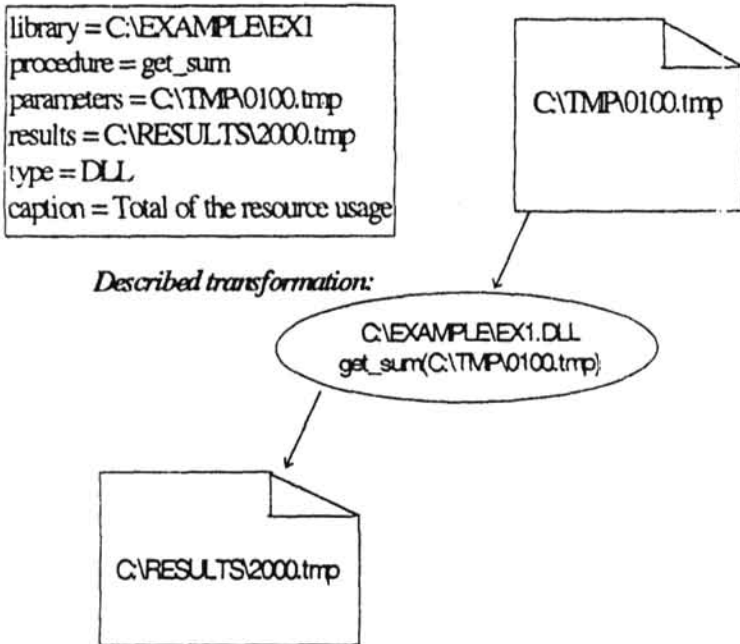 library = C:\EXAMPLE\EX1
procedure = get_sum
parameters = C:\TMP\0100.tmp
results = C:\RESULTS\2000.tmp
type = DLL
caption = Total of the resource usage
C:\TMP\0100.tmp
Described transformation:
C:\EXAMPLE\EX1.DLL
get_sum(C:\TMP\0100.tmp)
C:\RESULTS\2000.tmp